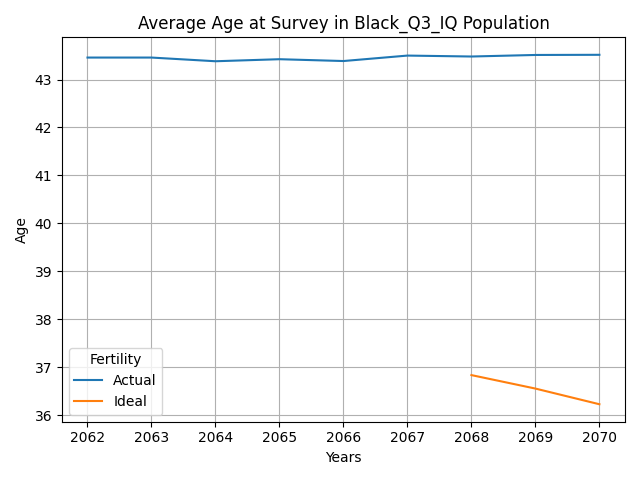 Average Age at Survey in Black_Q3_IQ Population
Age
43
42
41
40
39
38
37
36
Fertility
Actual
Ideal
2062 2063 2064 2065 2066 2067 2068 2069 2070
Years